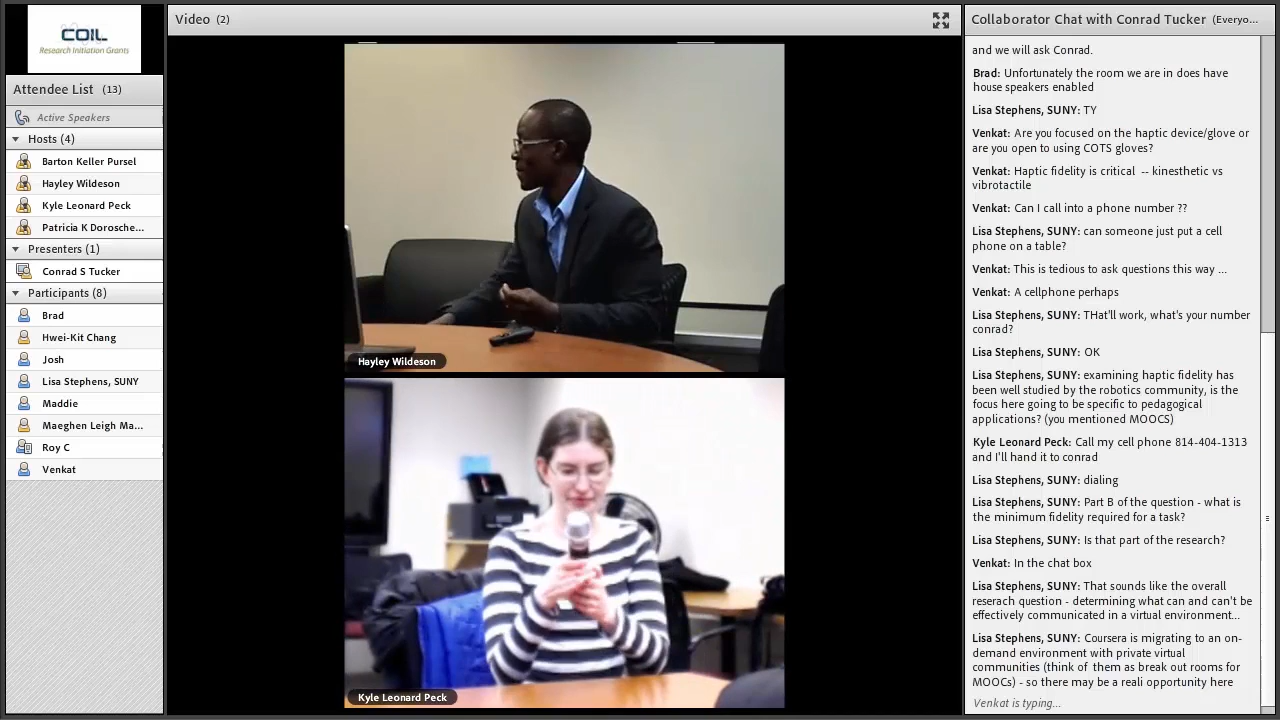 COIL
Research Initiation Grants
Attendee List (13)
Active Speakers
Hosts (4)
Barton Keller Pursel
Hayley Wildeson
Kyle Leonard Peck
Patricia K Dorosche...
Presenters (1)
Conrad S Tucker
Participants (8)
Brad
Hwei-Kit Chang
Josh
Lisa Stephens, SUNY
Maddie
Maeghen Leigh Ma...
Roy C
Venkat
Video (2)
Hayley Wildeson
Kyle Leonard Peck
Collaborator Chat with Conrad Tucker (Everyo...
and we will ask Conrad.
Brad: Unfortunately the room we are in does have
house speakers enabled
Lisa Stephens, SUNY: TY
Venkat: Are you focused on the haptic device/glove or
are you open to using COTS gloves?
Venkat: Haptic fidelity is critical -- kinesthetic vs
vibrotactile
Venkat: Can I call into a phone number ??
Lisa Stephens, SUNY: can someone just put a cell
phone on a table?
Venkat: This is tedious to ask questions this way ...
Venkat: A cellphone perhaps
Lisa Stephens, SUNY: THat'll work, what's your number
conrad?
Lisa Stephens, SUNY: OK
Lisa Stephens, SUNY: examining haptic fidelity has
been well studied by the robotics community, is the
focus here going to be specific to pedagogical
applications? (you mentioned MOOCS)
Kyle Leonard Peck: Call my cell phone 814-404-1313
and I'll hand it to conrad
Lisa Stephens, SUNY: dialing
Lisa Stephens, SUNY: Part B of the question - what is
the minimum fidelity required for a task?
Lisa Stephens, SUNY: Is that part of the research?
Venkat: In the chat box
Lisa Stephens, SUNY: That sounds like the overall
reserach question - determining what can and can't be
effectively communicated in a virtual environment...
Lisa Stephens, SUNY: Coursera is migrating to an on-
demand environment with private virtual
communities (think of them as break out rooms for
MOOCs) - so there may be a reali opportunity here
Venkat is typing...